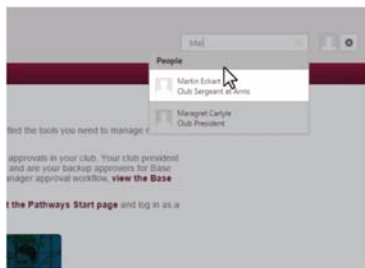 Mar
People
Martin Eckart
Club Sergeant at Arms
Maragret Carlyle
Club President
find the tools you need to manage
approvals in your club. Your club president
and are your backup approvers for Base
anager approval workflow, view the Base
t the Pathways Start page and log in as a